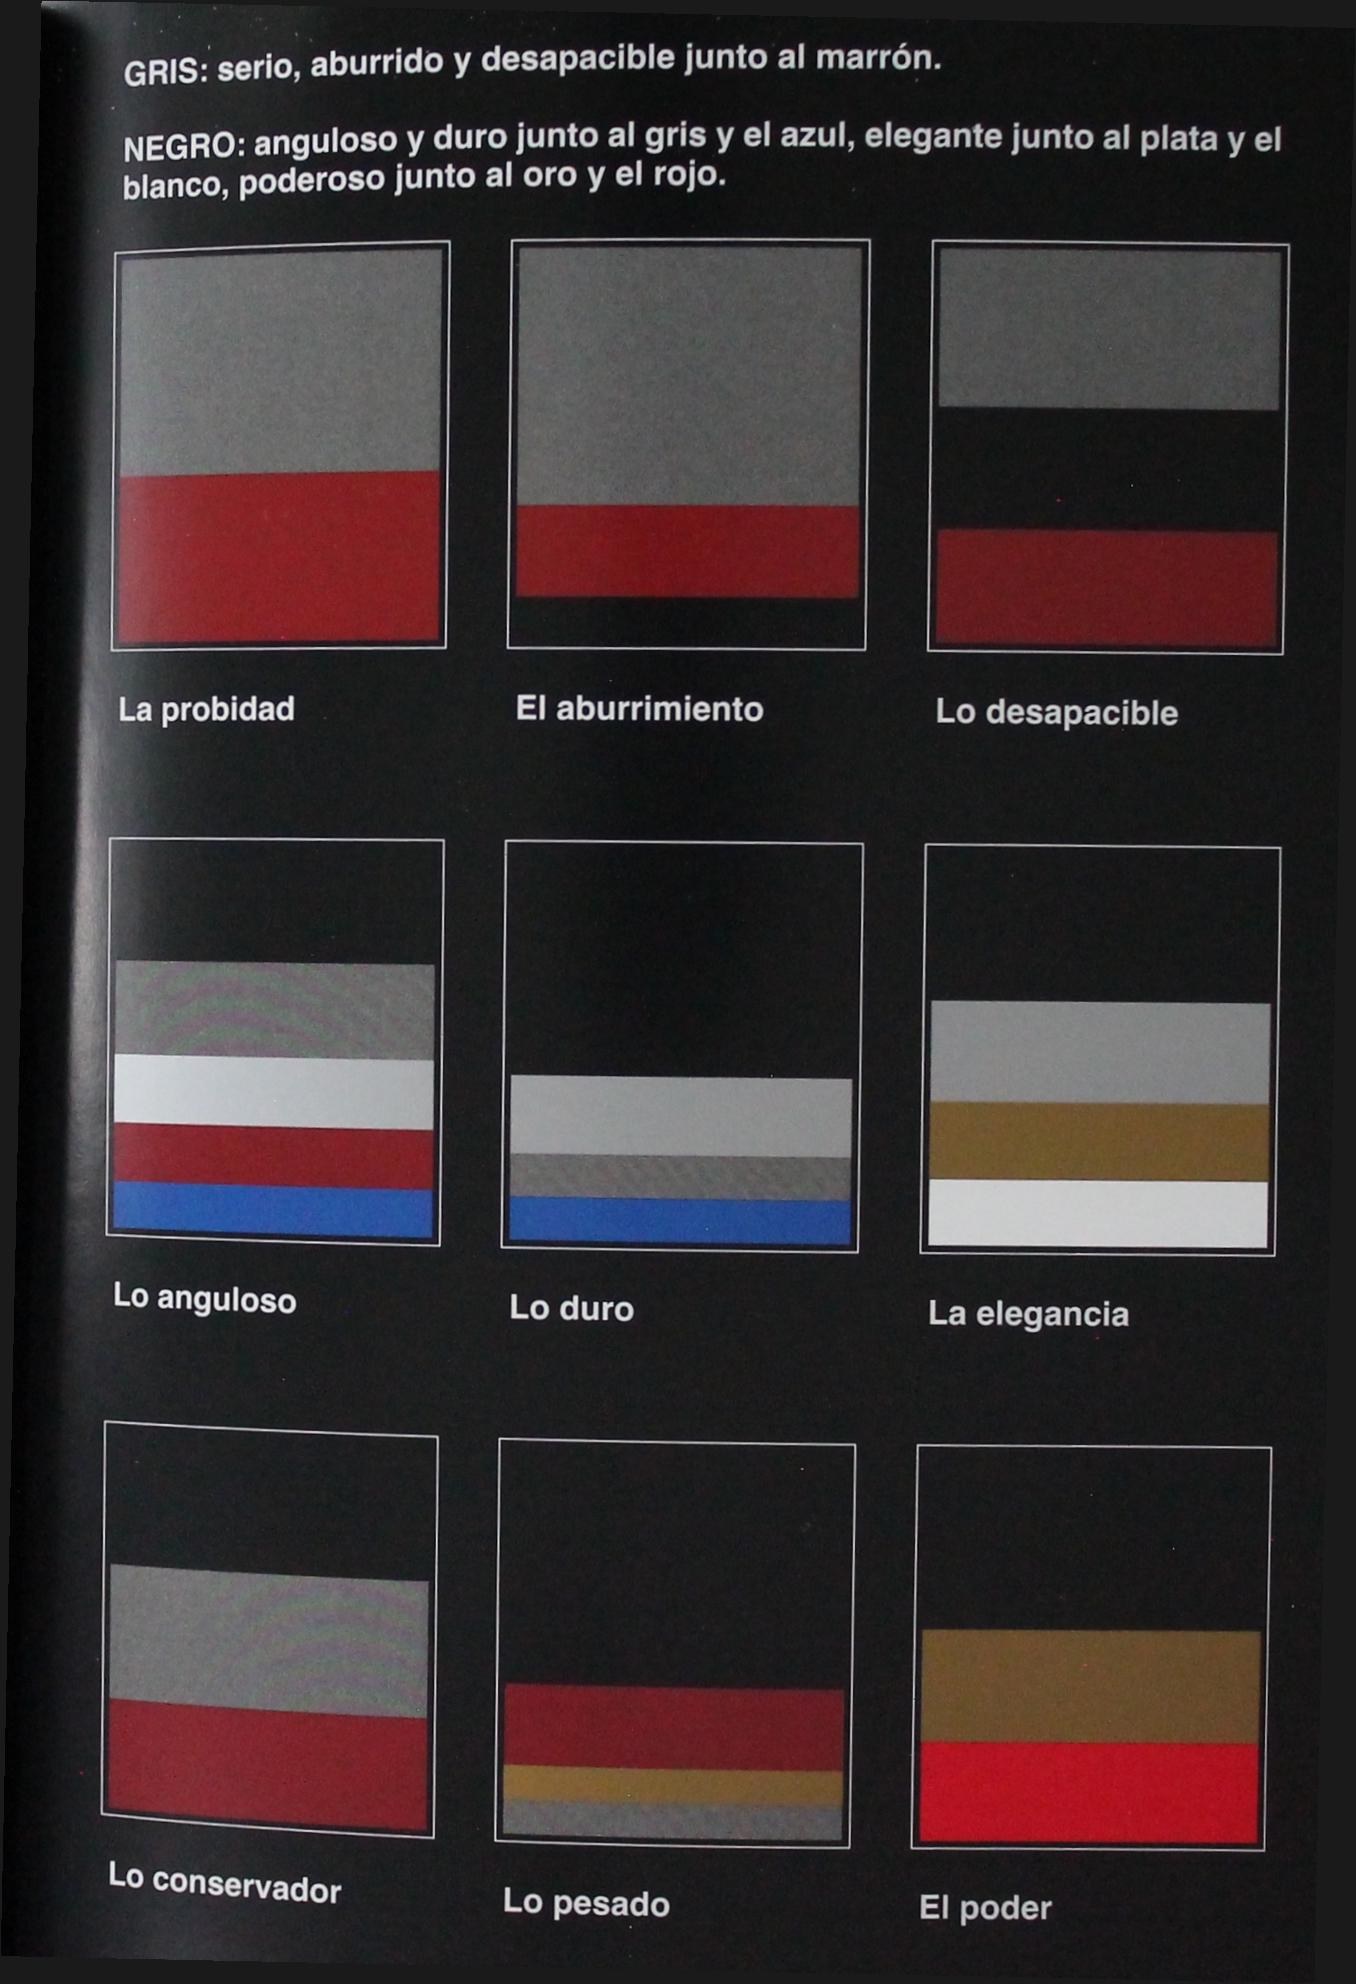 GRIS: serio, aburrido y desapacible junto al marrón.
NEGRO: anguloso y duro junto al gris y el azul, elegante junto al plata y el
blanco, poderoso junto al oro y el rojo.
La probidad
El aburrimiento
Lo desapacible
Lo anguloso
Lo duro
La elegancia
Lo conservador
Lo pesado
El poder